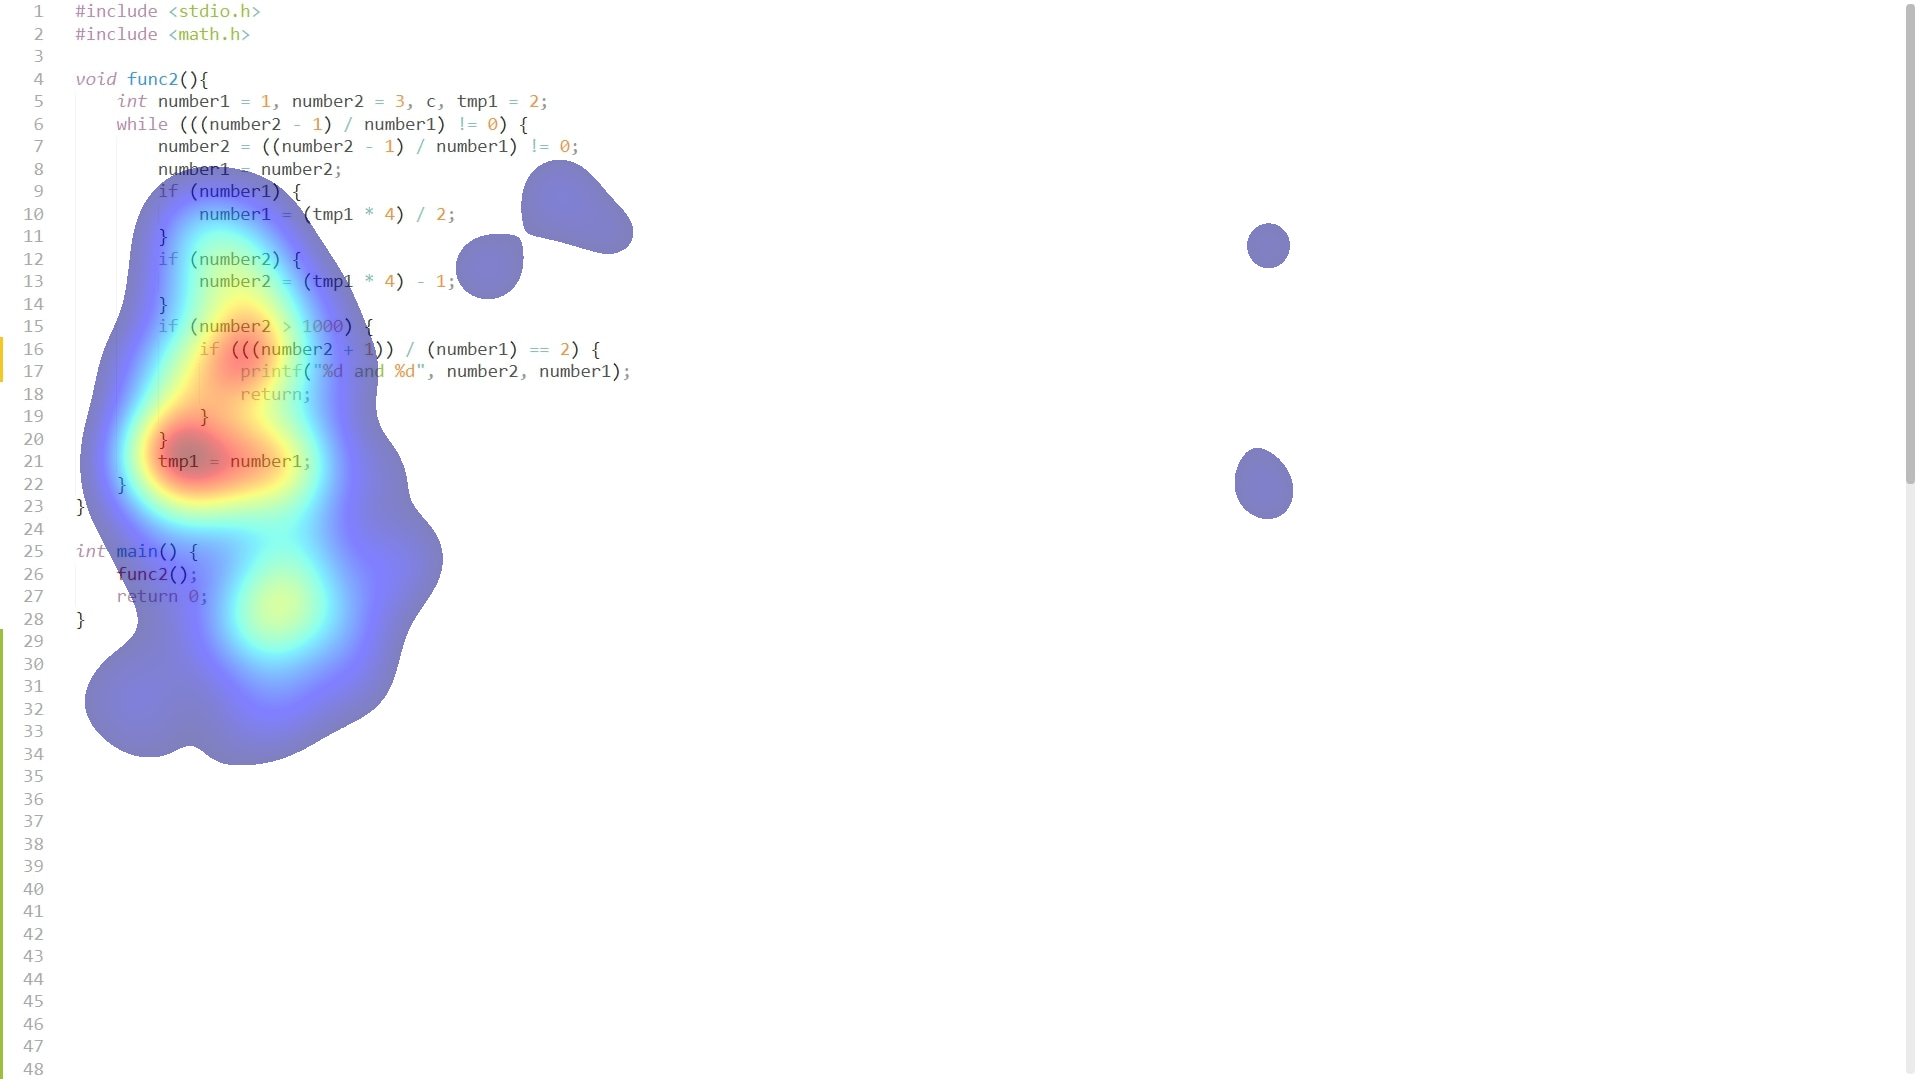 1 #include <stdio.h>
2 #include <math.h>
3
4 void func2(){
5     int number1 = 1, number2 = 3, c, tmp1 = 2;
6     while (((number2 - 1) / number1) != 0) {
7         number2 = ((number2 - 1) / number1) != 0;
8         number1 = number2;
9         if (number1) {
10             number1 = (tmp1 * 4) / 2;
11         }
12         if (number2) {
13             number2 = (tmp1 * 4) - 1;
14         }
15         if (number2 > 1000) {
16             if (((number2 + 1)) / (number1) == 2) {
17                 printf("%d and %d", number2, number1);
18                 return;
19             }
20         }
21         tmp1 = number1;
22     }
23 }
24
25 int main() {
26     func2();
27     return 0;
28 }
29
30
31
32
33
34
35
36
37
38
39
40
41
42
43
44
45
46
47
48